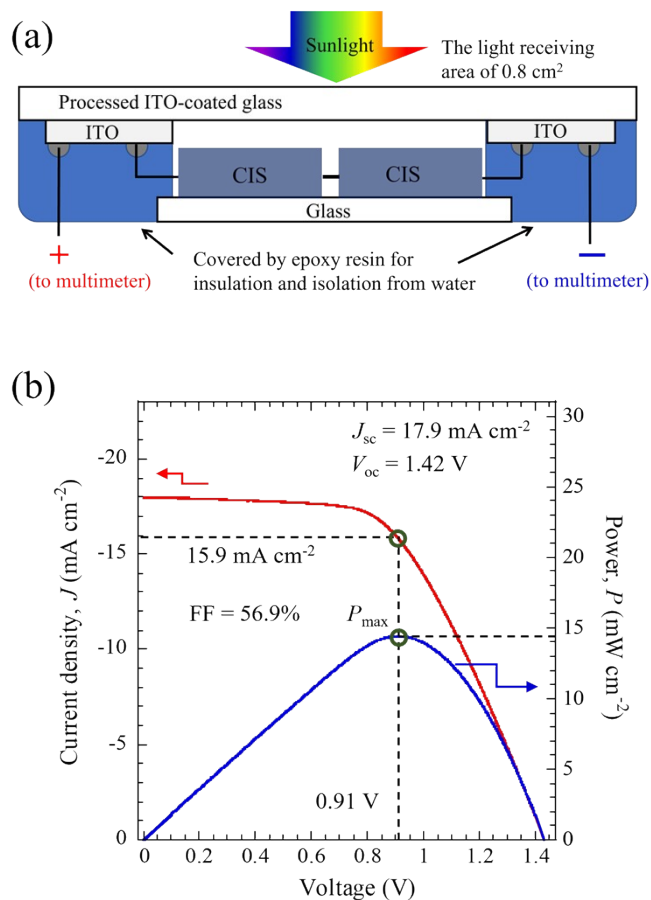 (a)
Sunlight
The light receiving
area of 0.8 cm²
Processed ITO-coated glass
ITO
ITO
CIS
CIS
Glass
+
(to multimeter)
Covered by epoxy resin for
insulation and isolation from water
−
(to multimeter)
(b)
Jsc = 17.9 mA cm⁻²
Voc = 1.42 V
15.9 mA cm⁻²
FF = 56.9%
Pmax
0.91 V
Current density, J (mA cm⁻²)
-20
-15
-10
-5
0
Power, P (mW cm⁻²)
30
25
20
15
10
5
0
0
0.2
0.4
0.6
0.8
1
1.2
1.4
Voltage (V)